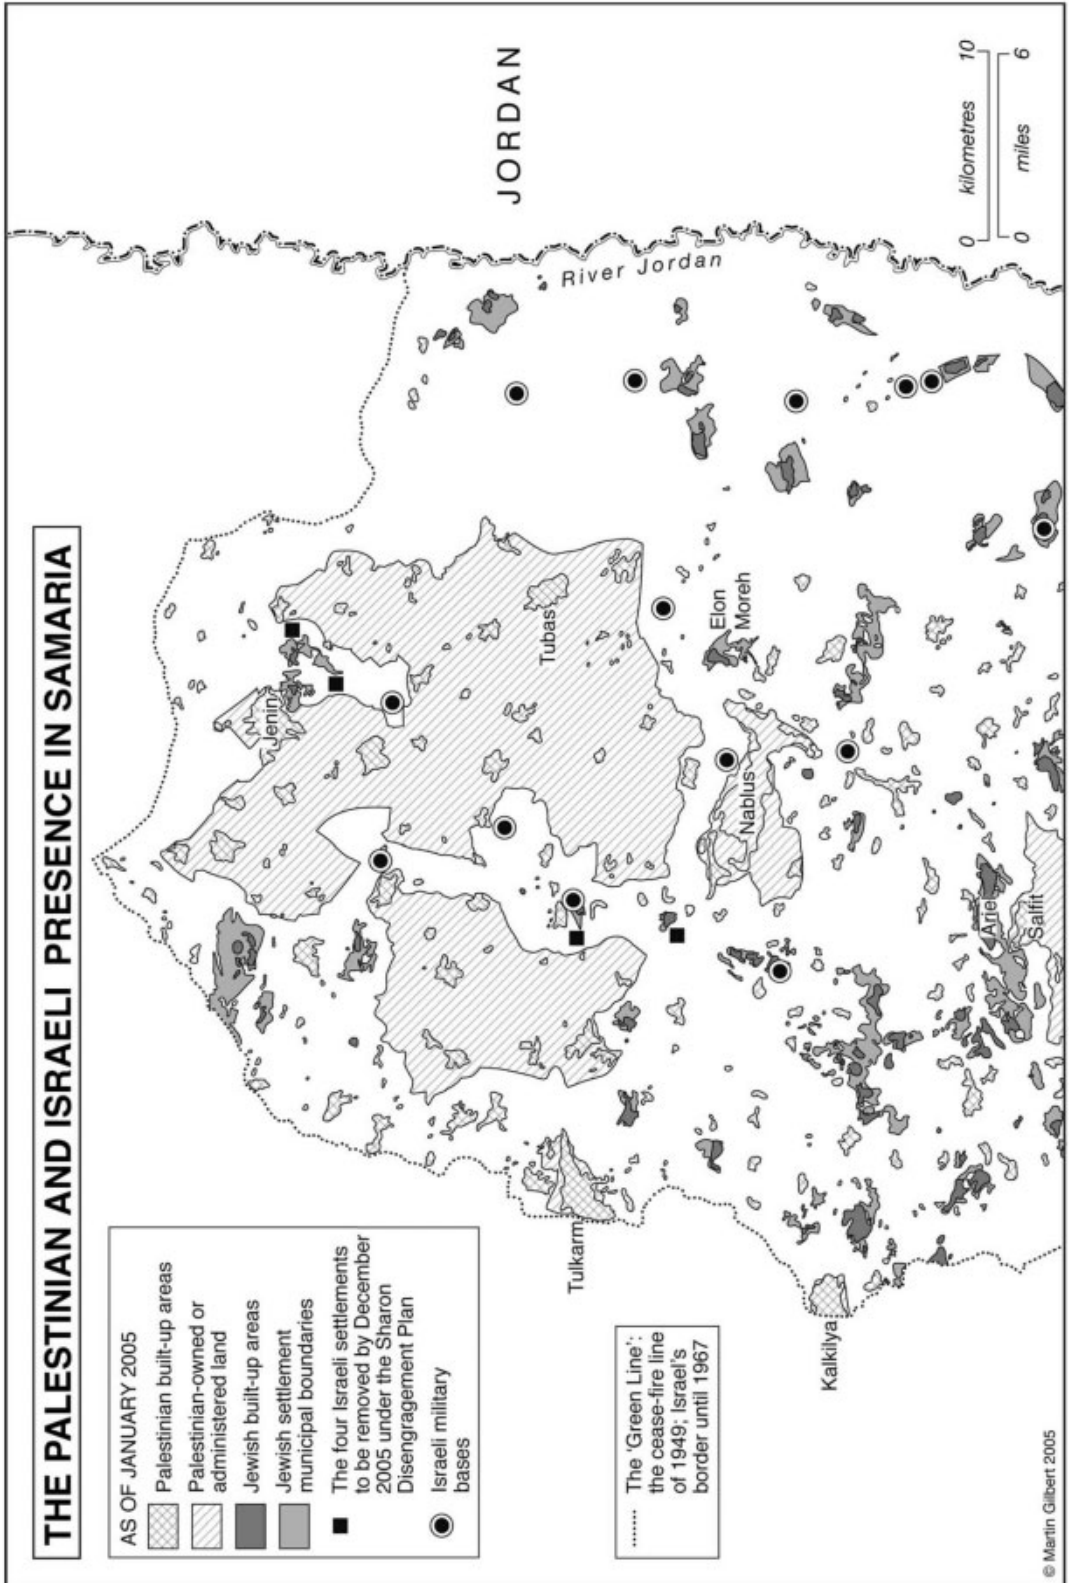 THE PALESTINIAN AND ISRAELI PRESENCE IN SAMARIA
AS OF JANUARY 2005
Palestinian built-up areas
Palestinian-owned or
administered land
Jewish built-up areas
Jewish settlement
municipal boundaries
The four Israeli settlements
to be removed by December
2005 under the Sharon
Disengragement Plan
Israeli military
bases
The 'Green Line':
the cease-fire line
of 1949; Israel's
border until 1967
Jenin
Tubas
Tulkarm
Elon
Moreh
Nablus
Kalkilya
Ariel
Salfit
River Jordan
JORDAN
0 10
kilometres
0 6
miles
© Martin Gilbert 2005